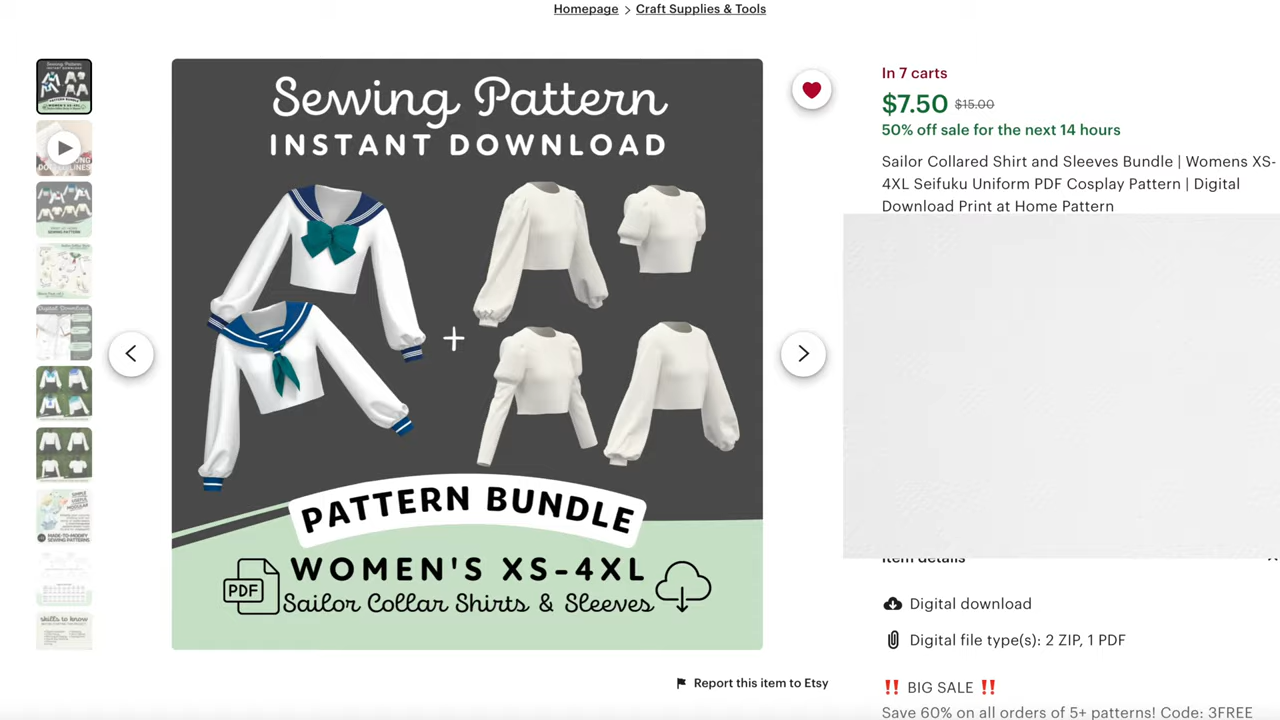 Homepage > Craft Supplies & Tools
Sewing Pattern
INSTANT DOWNLOAD
+
PATTERN BUNDLE
PDF
WOMEN'S XS-4XL
Sailor Collar Shirts & Sleeves
Report this item to Etsy
In 7 carts
$7.50 $15.00
50% off sale for the next 14 hours
Sailor Collared Shirt and Sleeves Bundle | Womens XS-
4XL Seifuku Uniform PDF Cosplay Pattern | Digital
Download Print at Home Pattern
Item details
Digital download
Digital file type(s): 2 ZIP, 1 PDF
‼️ BIG SALE ‼️
Save 60% on all orders of 5+ patterns! Code: 3FREE